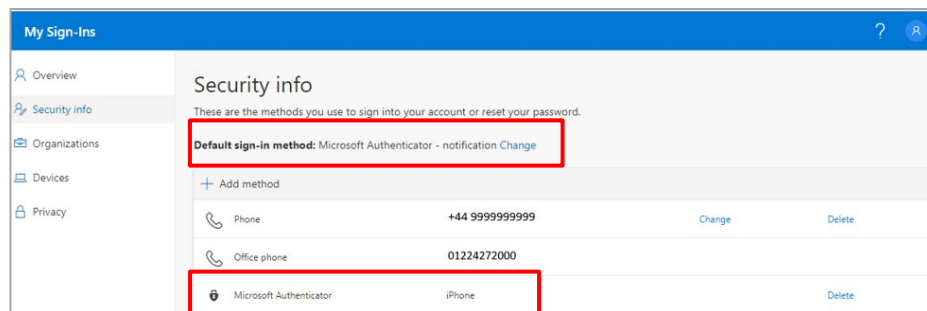 My Sign-Ins
?
Overview
Security info
Organizations
Devices
Privacy
Security info
These are the methods you use to sign into your account or reset your password.
Default sign-in method: Microsoft Authenticator - notification Change
+ Add method
Phone +44 9999999999 Change Delete
Office phone 01224272000
Microsoft Authenticator iPhone Delete